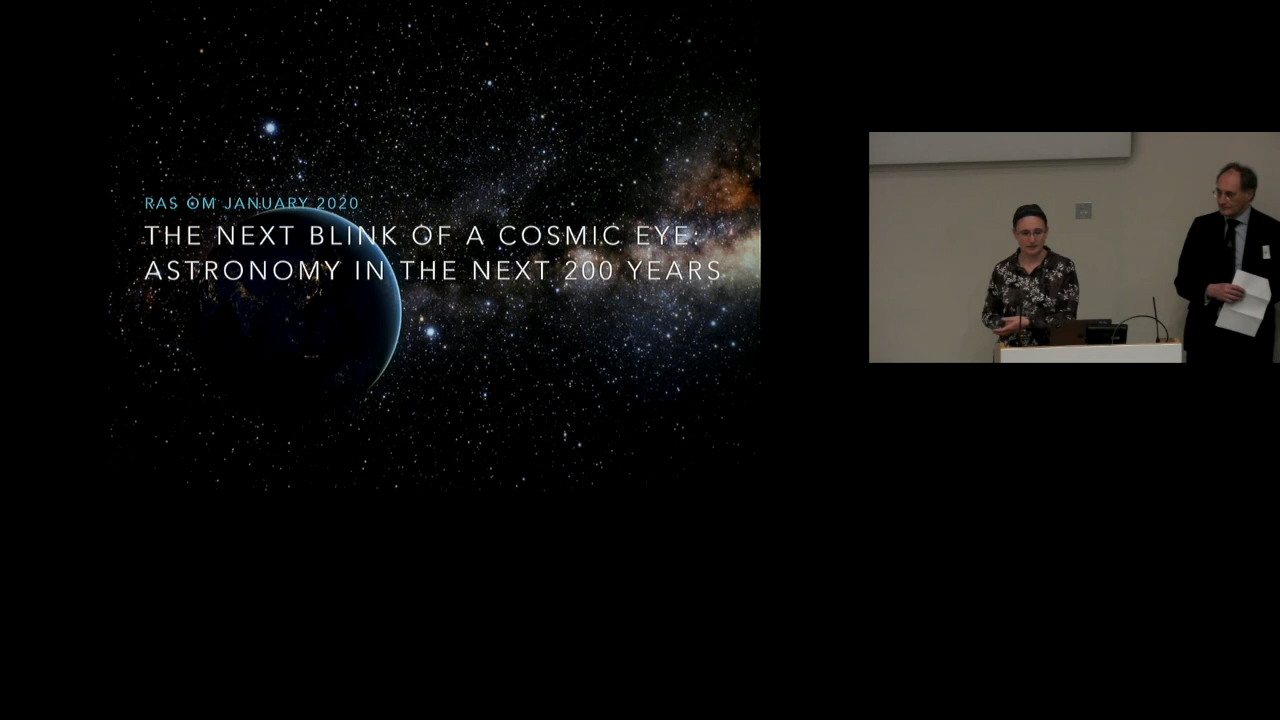 RAS OM JANUARY 2020
THE NEXT BLINK OF A COSMIC EYE:
ASTRONOMY IN THE NEXT 200 YEARS